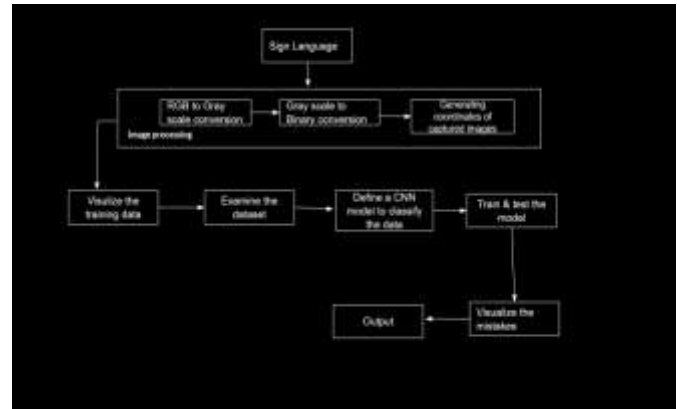 Sign Language
RGB to Gray
scale conversion
Gray scale to
Binary conversion
Generating
coordinates of
captured images
Image processing
Visulize the
training data
Examine the
dataset
Define a CNN
model to classify
the data
Train & test the
model
Visualize the
mistakes
Output